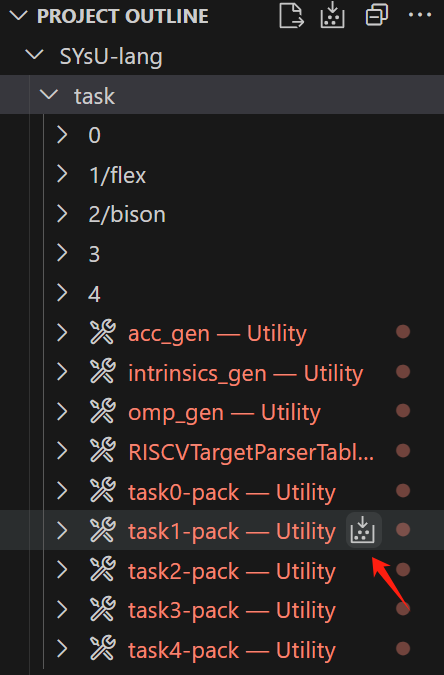 PROJECT OUTLINE
SYsU-lang
task
0
1/flex
2/bison
3
4
acc_gen — Utility
intrinsics_gen — Utility
omp_gen — Utility
RISCVTargetParserTabl...
task0-pack — Utility
task1-pack — Utility
task2-pack — Utility
task3-pack — Utility
task4-pack — Utility